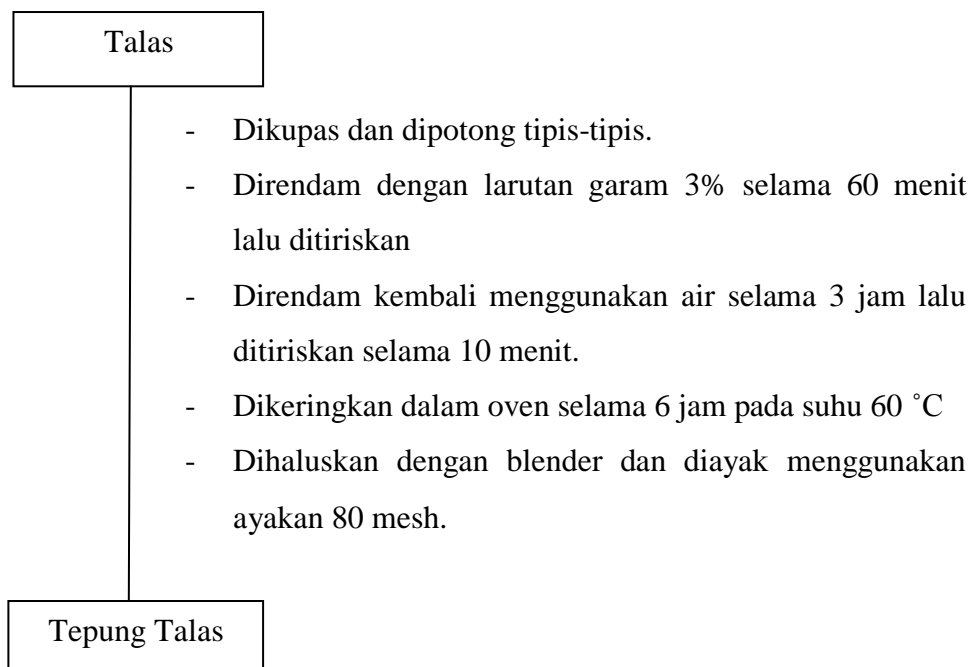 Talas
- Dikupas dan dipotong tipis-tipis.
- Direndam dengan larutan garam 3% selama 60 menit
lalu ditiriskan
- Direndam kembali menggunakan air selama 3 jam lalu
ditiriskan selama 10 menit.
- Dikeringkan dalam oven selama 6 jam pada suhu 60 ˚C
- Dihaluskan dengan blender dan diayak menggunakan
ayakan 80 mesh.
Tepung Talas